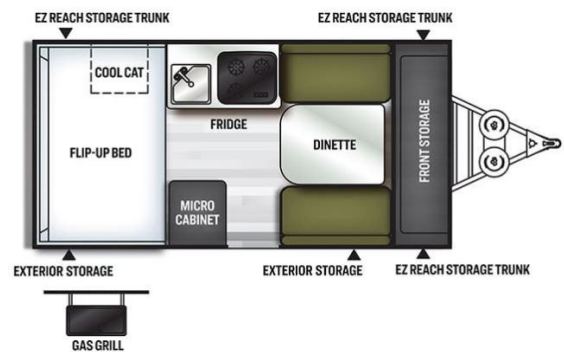 EZ REACH STORAGE TRUNK
EZ REACH STORAGE TRUNK
COOL CAT
FRIDGE
FLIP-UP BED
DINETTE
FRONT STORAGE
MICRO
CABINET
EXTERIOR STORAGE
EXTERIOR STORAGE
EZ REACH STORAGE TRUNK
GAS GRILL